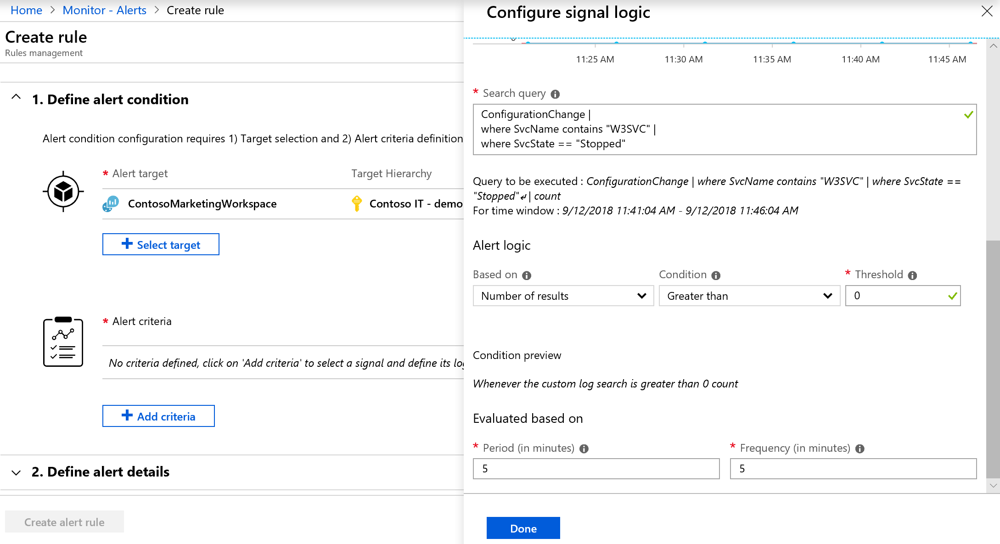 Home > Monitor - Alerts > Create rule
Create rule
Rules management
1. Define alert condition
Alert condition configuration requires 1) Target selection and 2) Alert criteria definition
* Alert target
Target Hierarchy
ContosoMarketingWorkspace
Contoso IT - demo
+ Select target
* Alert criteria
No criteria defined, click on 'Add criteria' to select a signal and define its
+ Add criteria
2. Define alert details
Create alert rule
Configure signal logic
11:25 AM
11:30 AM
11:35 AM
11:40 AM
11:45 AM
* Search query
ConfigurationChange |
where SvcName contains "W3SVC" |
where SvcState == "Stopped"
Query to be executed : ConfigurationChange | where SvcName contains "W3SVC" | where SvcState ==
"Stopped"↲ | count
For time window : 9/12/2018 11:41:04 AM - 9/12/2018 11:46:04 AM
Alert logic
Based on
Condition
* Threshold
Number of results
Greater than
0
Condition preview
Whenever the custom log search is greater than 0 count
Evaluated based on
* Period (in minutes)
* Frequency (in minutes)
5
5
Done